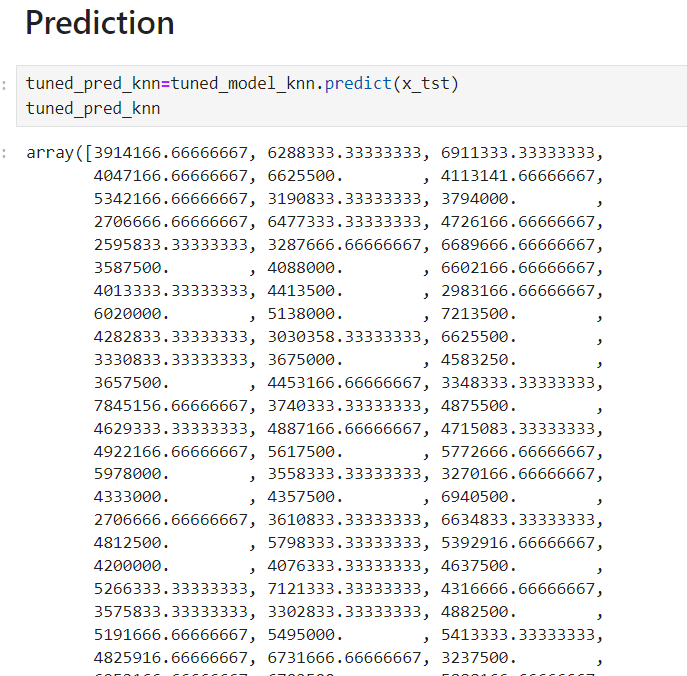 Prediction
: tuned_pred_knn=tuned_model_knn.predict(x_tst)
tuned_pred_knn
: array([3914166.66666667, 6288333.33333333, 6911333.33333333,
4047166.66666667, 6625500. , 4113141.66666667,
5342166.66666667, 3190833.33333333, 3794000. ,
2706666.66666667, 6477333.33333333, 4726166.66666667,
2595833.33333333, 3287666.66666667, 6689666.66666667,
3587500. , 4088000. , 6602166.66666667,
4013333.33333333, 4413500. , 2983166.66666667,
6020000. , 5138000. , 7213500. ,
4282833.33333333, 3030358.33333333, 6625500. ,
3330833.33333333, 3675000. , 4583250. ,
3657500. , 4453166.66666667, 3348333.33333333,
7845156.66666667, 3740333.33333333, 4875500. ,
4629333.33333333, 4887166.66666667, 4715083.33333333,
4922166.66666667, 5617500. , 5772666.66666667,
5978000. , 3558333.33333333, 3270166.66666667,
4333000. , 4357500. , 6940500. ,
2706666.66666667, 3610833.33333333, 6634833.33333333,
4812500. , 5798333.33333333, 5392916.66666667,
4200000. , 4076333.33333333, 4637500. ,
5266333.33333333, 7121333.33333333, 4316666.66666667,
3575833.33333333, 3302833.33333333, 4882500. ,
5191666.66666667, 5495000. , 5413333.33333333,
4825916.66666667, 6731666.66666667, 3237500. ,